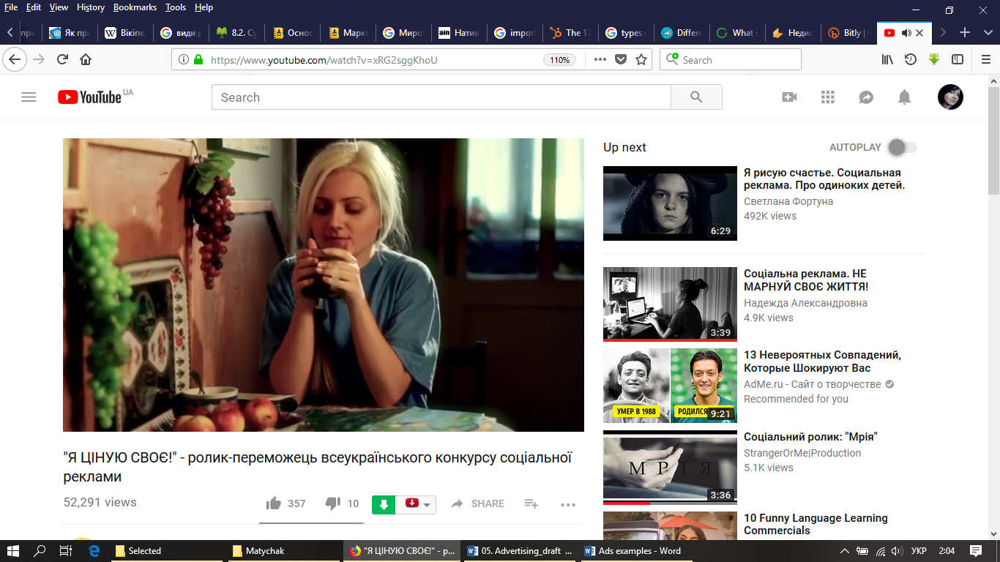 File Edit View History Bookmarks Tools Help
пра
Як пра
Вікіпе
види р
8.2. Су
Основ
Марке
Миро
Натив
impor
The 17
types
Differe
What i
Недис
Bitly |
https://www.youtube.com/watch?v=xRG2sggKhoU
110%
Search
YouTube UA
Search
Up next
AUTOPLAY
Я рисую счастье. Социальная
реклама. Про одиноких детей.
Светлана Фортуна
492K views
6:29
Соціальна реклама. НЕ
МАРНУЙ СВОЄ ЖИТТЯ!
Надежда Александровна
4.9K views
3:39
13 Невероятных Совпадений,
Которые Шокируют Вас
AdMe.ru - Сайт о творчестве
Recommended for you
УМЕР В 1988
РОДИЛСЯ
9:21
Соціальний ролик: "Мрія"
StrangerOrMe|Production
5.1K views
МРІЯ
3:36
10 Funny Language Learning
Commercials
"Я ЦІНУЮ СВОЄ!" - ролик-переможець всеукраїнського конкурсу соціальної
реклами
52,291 views
357
10
SHARE
Selected
Matychak
"Я ЦІНУЮ СВОЄ!" - р...
05. Advertising_draft ...
Ads examples - Word
УКР
2:04